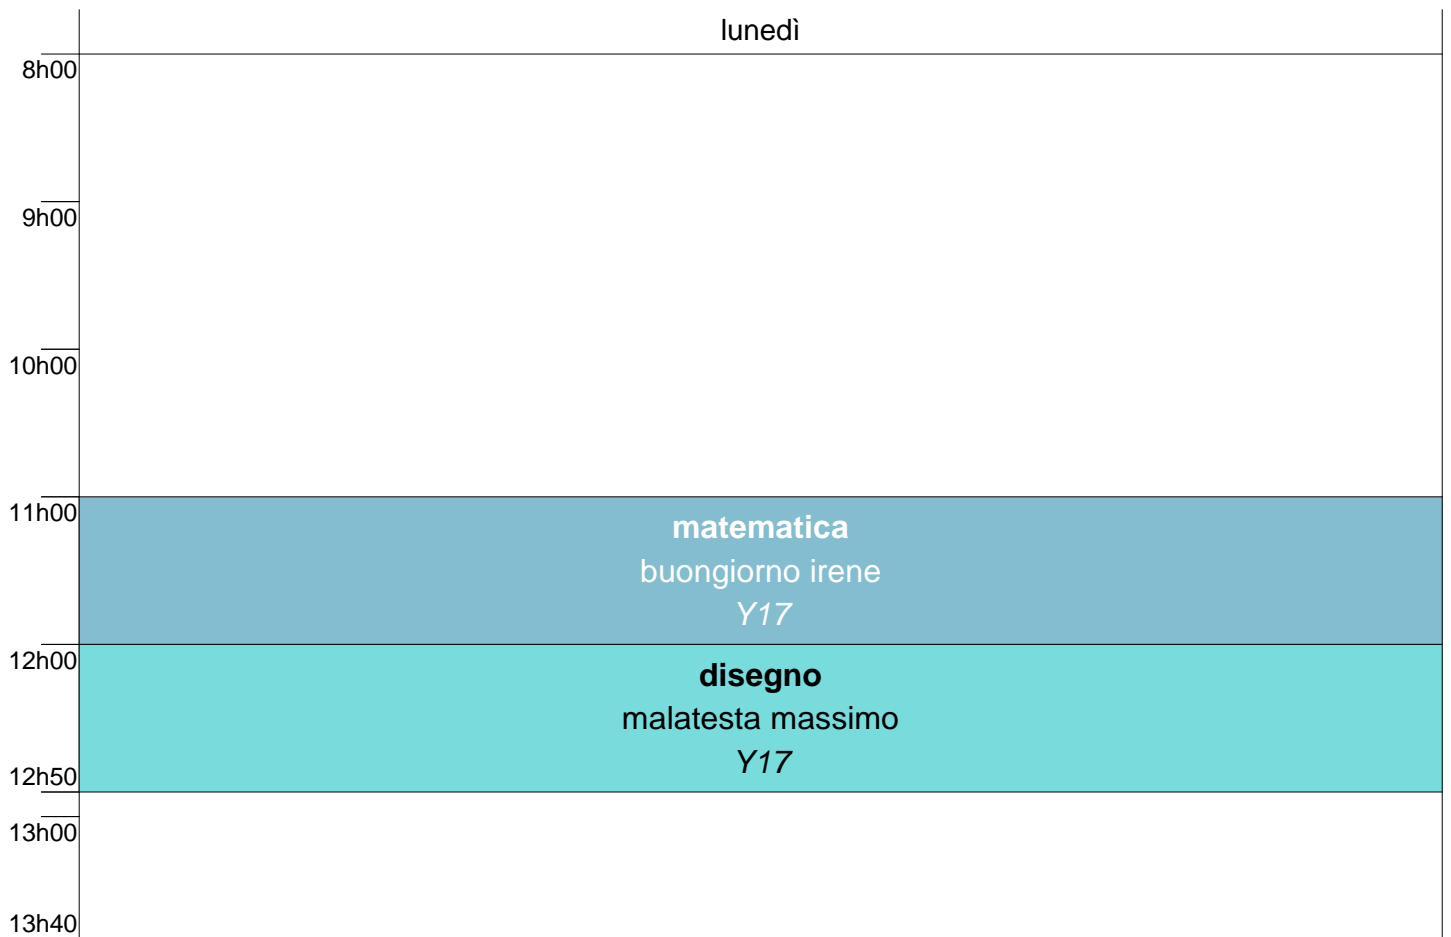 lunedì
8h00
9h00
10h00
11h00
matematica
buongiorno irene
Y17
12h00
disegno
malatesta massimo
Y17
12h50
13h00
13h40